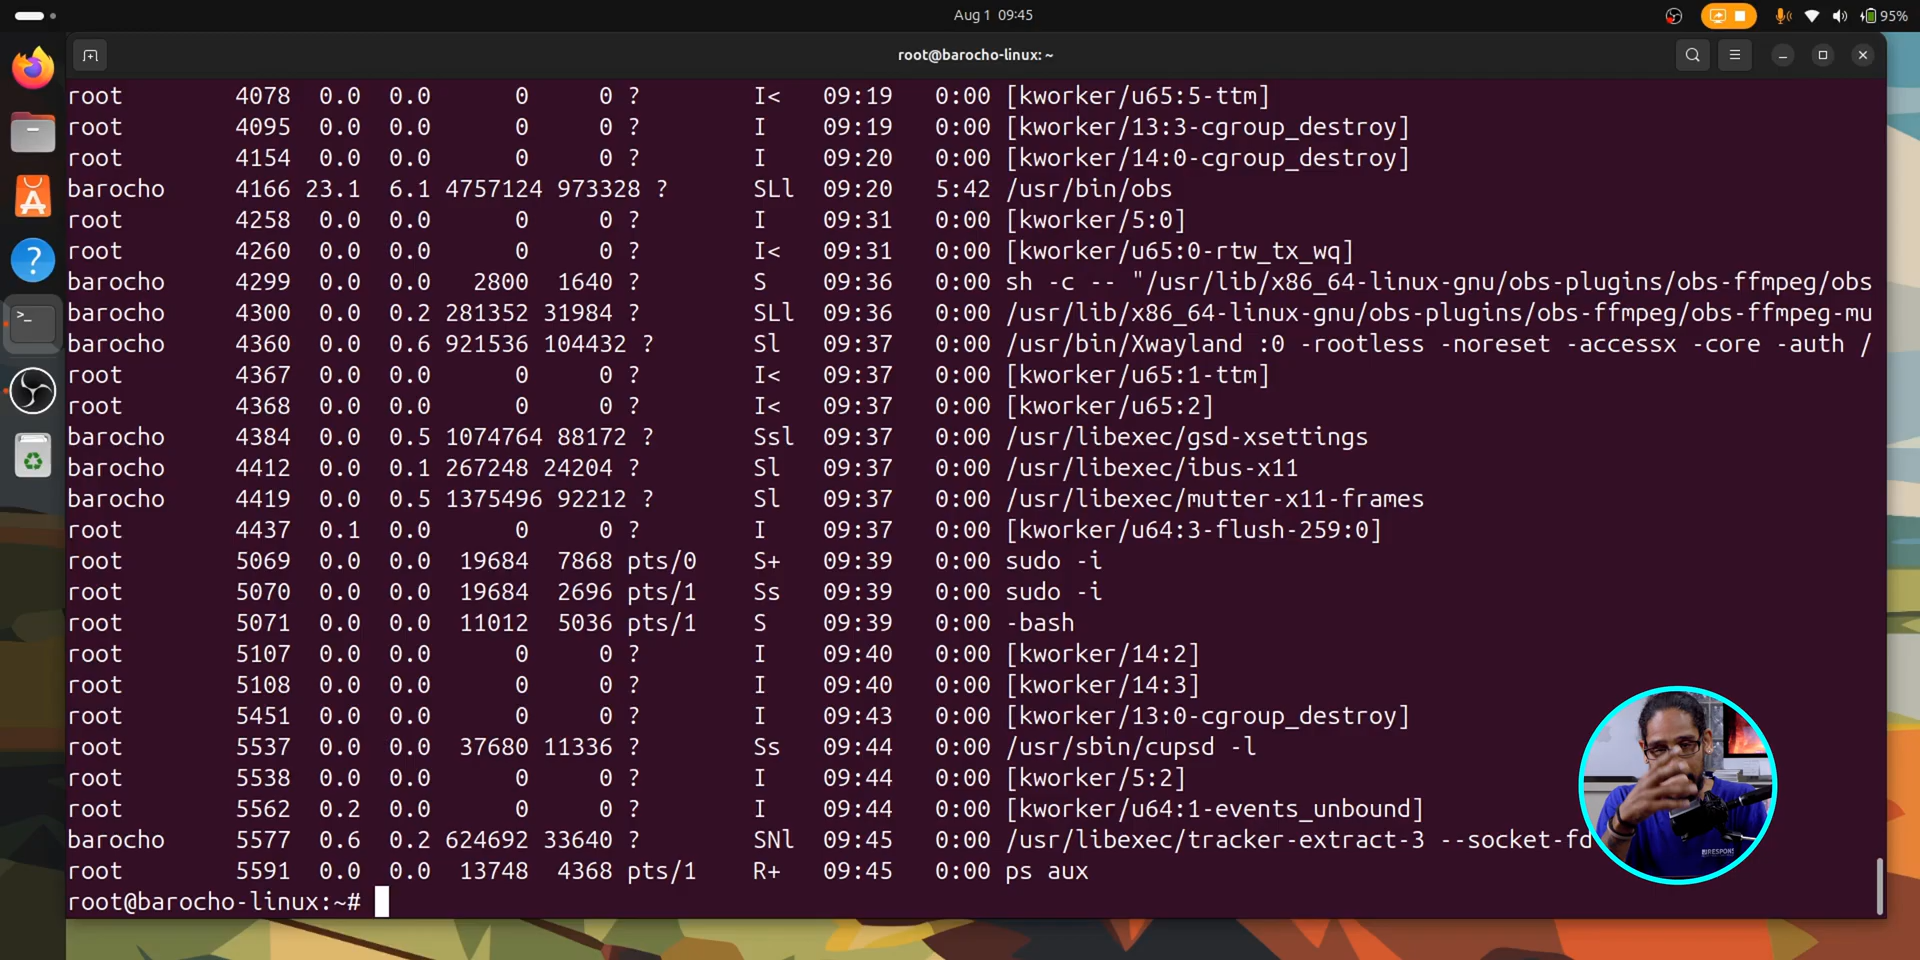 Aug 1 09:45
95%
root@barocho-linux: ~
root 4078 0.0 0.0 0 0 ? I< 09:19 0:00 [kworker/u65:5-ttm]
root 4095 0.0 0.0 0 0 ? I 09:19 0:00 [kworker/13:3-cgroup_destroy]
root 4154 0.0 0.0 0 0 ? I 09:20 0:00 [kworker/14:0-cgroup_destroy]
barocho 4166 23.1 6.1 4757124 973328 ? SLl 09:20 5:42 /usr/bin/obs
root 4258 0.0 0.0 0 0 ? I 09:31 0:00 [kworker/5:0]
root 4260 0.0 0.0 0 0 ? I< 09:31 0:00 [kworker/u65:0-rtw_tx_wq]
barocho 4299 0.0 0.0 2800 1640 ? S 09:36 0:00 sh -c -- "/usr/lib/x86_64-linux-gnu/obs-plugins/obs-ffmpeg/obs
barocho 4300 0.0 0.2 281352 31984 ? SLl 09:36 0:00 /usr/lib/x86_64-linux-gnu/obs-plugins/obs-ffmpeg/obs-ffmpeg-mu
barocho 4360 0.0 0.6 921536 104432 ? Sl 09:37 0:00 /usr/bin/Xwayland :0 -rootless -noreset -accessx -core -auth /
root 4367 0.0 0.0 0 0 ? I< 09:37 0:00 [kworker/u65:1-ttm]
root 4368 0.0 0.0 0 0 ? I< 09:37 0:00 [kworker/u65:2]
barocho 4384 0.0 0.5 1074764 88172 ? Ssl 09:37 0:00 /usr/libexec/gsd-xsettings
barocho 4412 0.0 0.1 267248 24204 ? Sl 09:37 0:00 /usr/libexec/ibus-x11
barocho 4419 0.0 0.5 1375496 92212 ? Sl 09:37 0:00 /usr/libexec/mutter-x11-frames
root 4437 0.1 0.0 0 0 ? I 09:37 0:00 [kworker/u64:3-flush-259:0]
root 5069 0.0 0.0 19684 7868 pts/0 S+ 09:39 0:00 sudo -i
root 5070 0.0 0.0 19684 2696 pts/1 Ss 09:39 0:00 sudo -i
root 5071 0.0 0.0 11012 5036 pts/1 S 09:39 0:00 -bash
root 5107 0.0 0.0 0 0 ? I 09:40 0:00 [kworker/14:2]
root 5108 0.0 0.0 0 0 ? I 09:40 0:00 [kworker/14:3]
root 5451 0.0 0.0 0 0 ? I 09:43 0:00 [kworker/13:0-cgroup_destroy]
root 5537 0.0 0.0 37680 11336 ? Ss 09:44 0:00 /usr/sbin/cupsd -l
root 5538 0.0 0.0 0 0 ? I 09:44 0:00 [kworker/5:2]
root 5562 0.2 0.0 0 0 ? I 09:44 0:00 [kworker/u64:1-events_unbound]
barocho 5577 0.6 0.2 624692 33640 ? SNl 09:45 0:00 /usr/libexec/tracker-extract-3 --socket-fd
root 5591 0.0 0.0 13748 4368 pts/1 R+ 09:45 0:00 ps aux
root@barocho-linux:~#